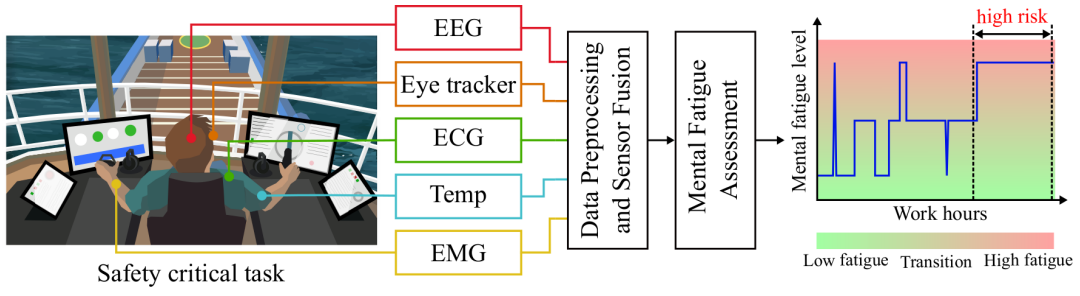 EEG
Eye tracker
ECG
Temp
EMG
Safety critical task
Data Preprocessing
and Sensor Fusion
Mental Fatigue
Assessment
high risk
Mental fatigue level
Work hours
Low fatigue
Transition
High fatigue